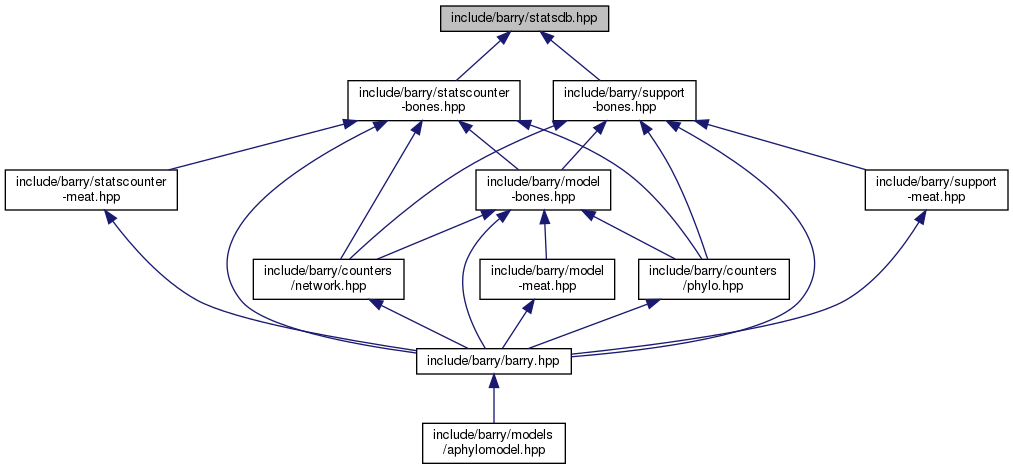 include/barry/statsdb.hpp
include/barry/statscounter
-bones.hpp
include/barry/support
-bones.hpp
include/barry/statscounter
-meat.hpp
include/barry/model
-bones.hpp
include/barry/support
-meat.hpp
include/barry/counters
/network.hpp
include/barry/model
-meat.hpp
include/barry/counters
/phylo.hpp
include/barry/barry.hpp
include/barry/models
/aphylomodel.hpp